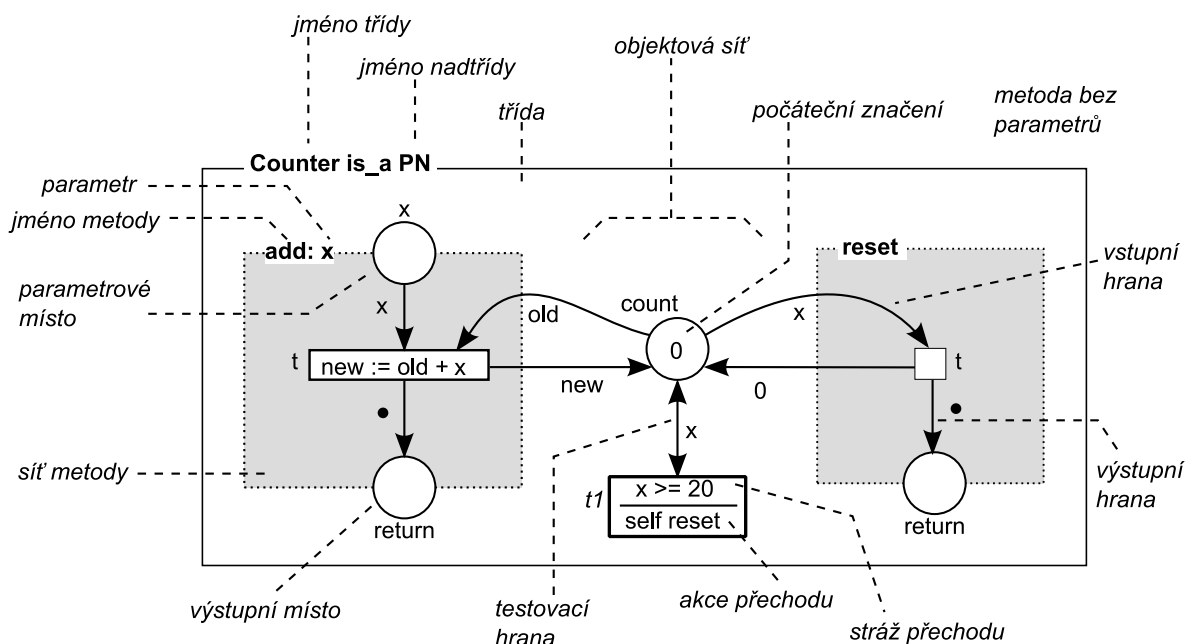 jméno třídy
objektová síť
jméno nadtřídy
třída
počáteční značení
metoda bez
parametrů
Counter is_a PN
parametr
jméno metody
x
add: x
reset
vstupní
hrana
parametrové
místo
x
old
count
x
0
t
new := old + x
new
0
t
x
síť metody
t1
x >= 20
self reset
výstupní
hrana
return
return
výstupní místo
testovací
hrana
akce přechodu
stráž přechodu